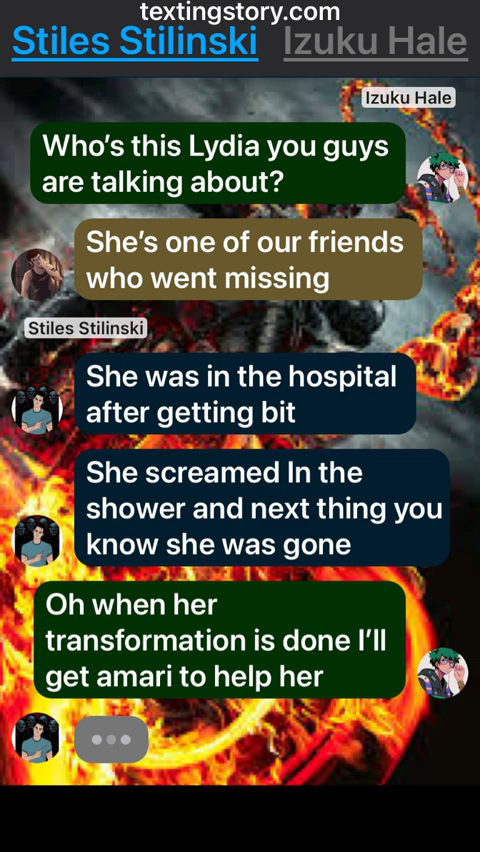 textingstory.com
Stiles Stilinski Izuku Hale
Izuku Hale
Who's this Lydia you guys
are talking about?
She's one of our friends
who went missing
Stiles Stilinski
She was in the hospital
after getting bit
She screamed In the
shower and next thing you
know she was gone
Oh when her
transformation is done I'll
get amari to help her